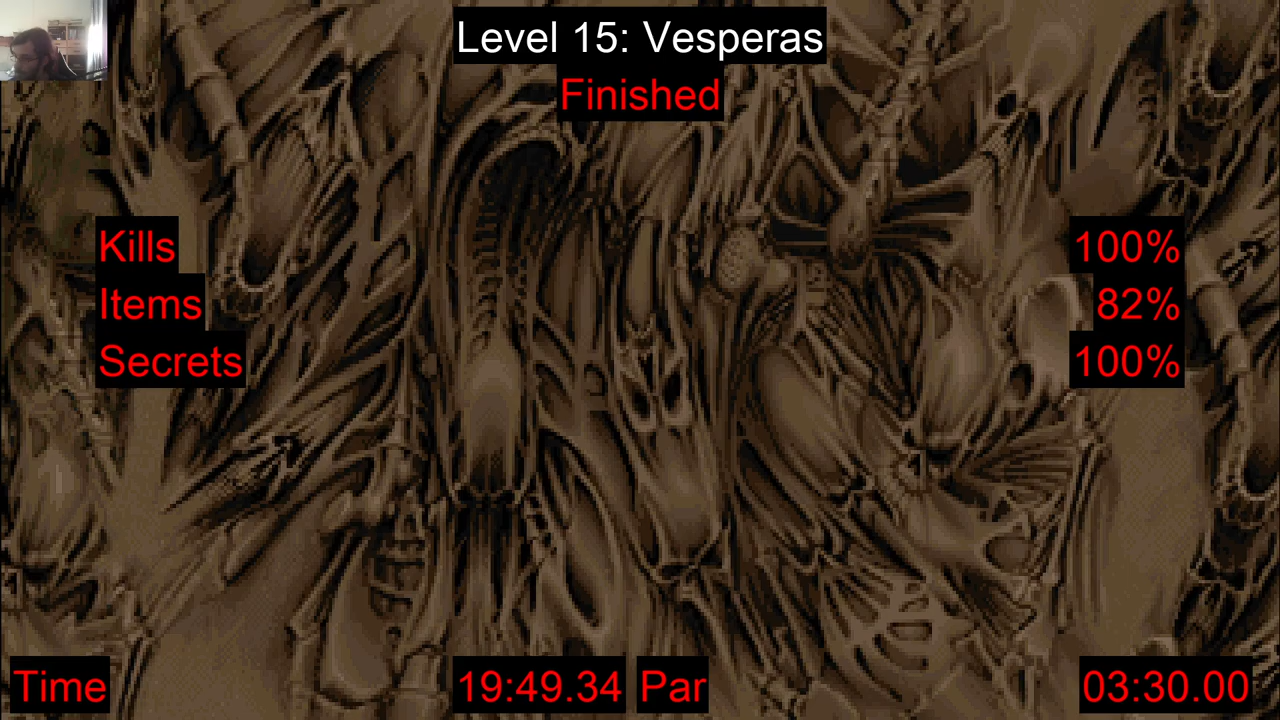 Level 15: Vesperas
Finished
Kills 100%
Items 82%
Secrets 100%
Time 19:49.34 Par 03:30.00